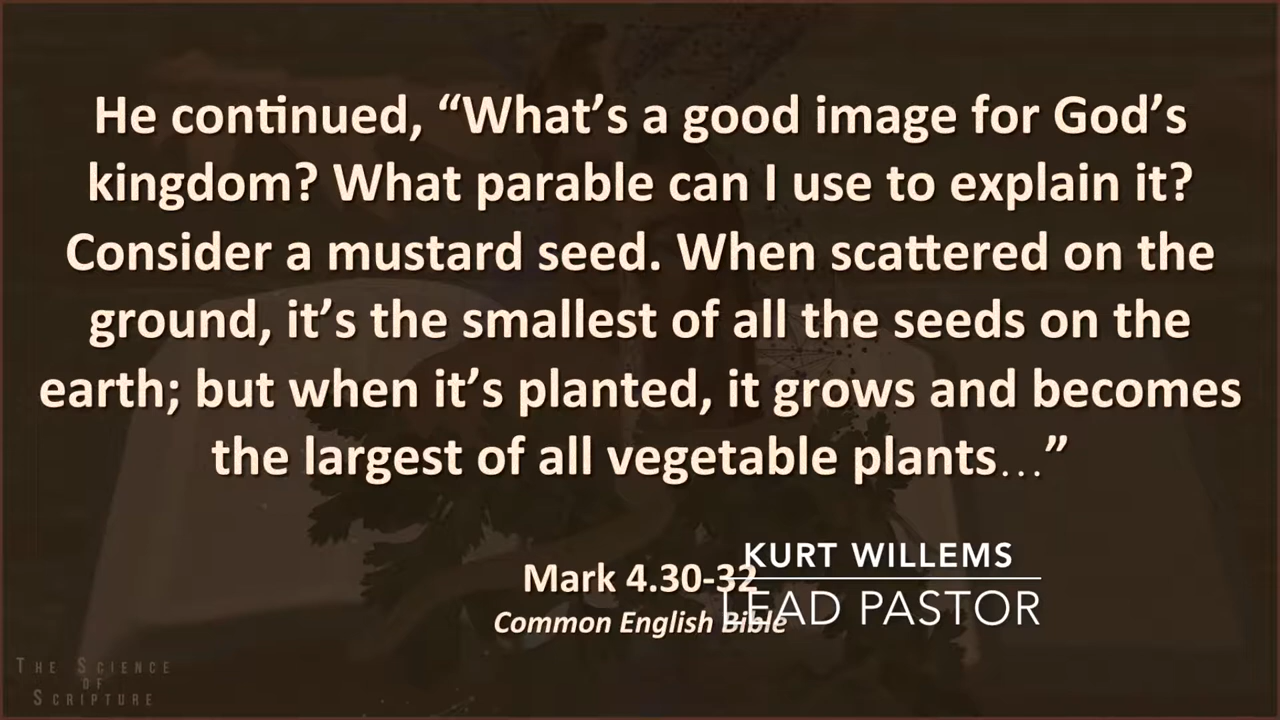 He continued, “What’s a good image for God’s
kingdom? What parable can I use to explain it?
Consider a mustard seed. When scattered on the
ground, it’s the smallest of all the seeds on the
earth; but when it’s planted, it grows and becomes
the largest of all vegetable plants…”
Mark 4.30-32
Common English Bible
KURT WILLEMS
LEAD PASTOR
THE SCIENCE
OF
SCRIPTURE